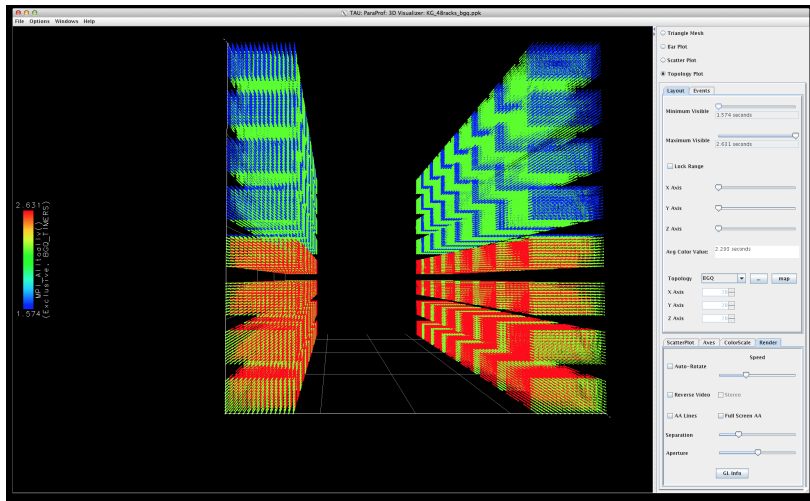 TAU: ParaProf: 3D Visualizer: KG_48racks_bgq.ppk
File Options Windows Help
Triangle Mesh
Bar Plot
Scatter Plot
Topology Plot
Layout Events
Minimum Visible
1.574 seconds
Maximum Visible
2.631 seconds
Lock Range
X Axis
Y Axis
Z Axis
Avg Color Value:
2.293 seconds
Topology BGQ map
X Axis
Y Axis
Z Axis
2.631
1.574
MPI_Alltoall()
(Exclusive, BGQ_TIMERS)
ScatterPlot Axes ColorScale Render
Speed
Auto-Rotate
Reverse Video Stereo
AA Lines Full Screen AA
Separation
Aperture
GL Info